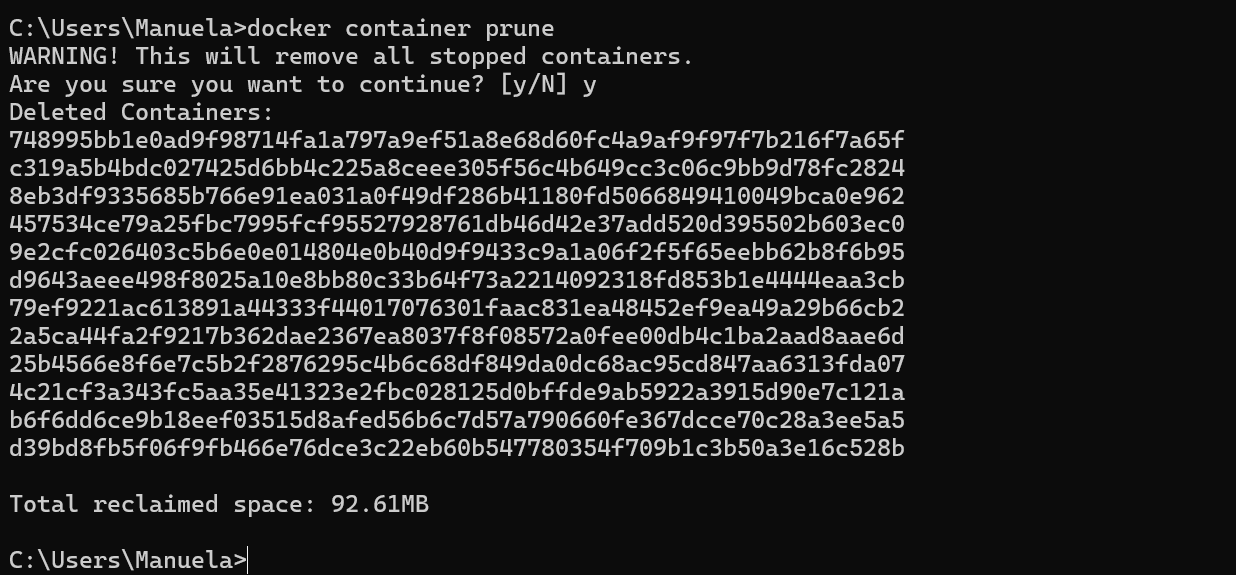 C:\Users\Manuela>docker container prune
WARNING! This will remove all stopped containers.
Are you sure you want to continue? [y/N] y
Deleted Containers:
748995bb1e0ad9f98714fa1a797a9ef51a8e68d60fc4a9af9f97f7b216f7a65f
c319a5b4bdc027425d6bb4c225a8ceee305f56c4b649cc3c06c9bb9d78fc2824
8eb3df9335685b766e91ea031a0f49df286b41180fd5066849410049bca0e962
457534ce79a25fbc7995fcf95527928761db46d42e37add520d395502b603ec0
9e2cfc026403c5b6e0e014804e0b40d9f9433c9a1a06f2f5f65eebb62b8f6b95
d9643aeee498f8025a10e8bb80c33b64f73a2214092318fd853b1e4444eaa3cb
79ef9221ac613891a44333f44017076301faac831ea48452ef9ea49a29b66cb2
2a5ca44fa2f9217b362dae2367ea8037f8f08572a0fee00db4c1ba2aad8aae6d
25b4566e8f6e7c5b2f2876295c4b6c68df849da0dc68ac95cd847aa6313fda07
4c21cf3a343fc5aa35e41323e2fbc028125d0bffde9ab5922a3915d90e7c121a
b6f6dd6ce9b18eef03515d8afed56b6c7d57a790660fe367dcce70c28a3ee5a5
d39bd8fb5f06f9fb466e76dce3c22eb60b547780354f709b1c3b50a3e16c528b
Total reclaimed space: 92.61MB
C:\Users\Manuela>